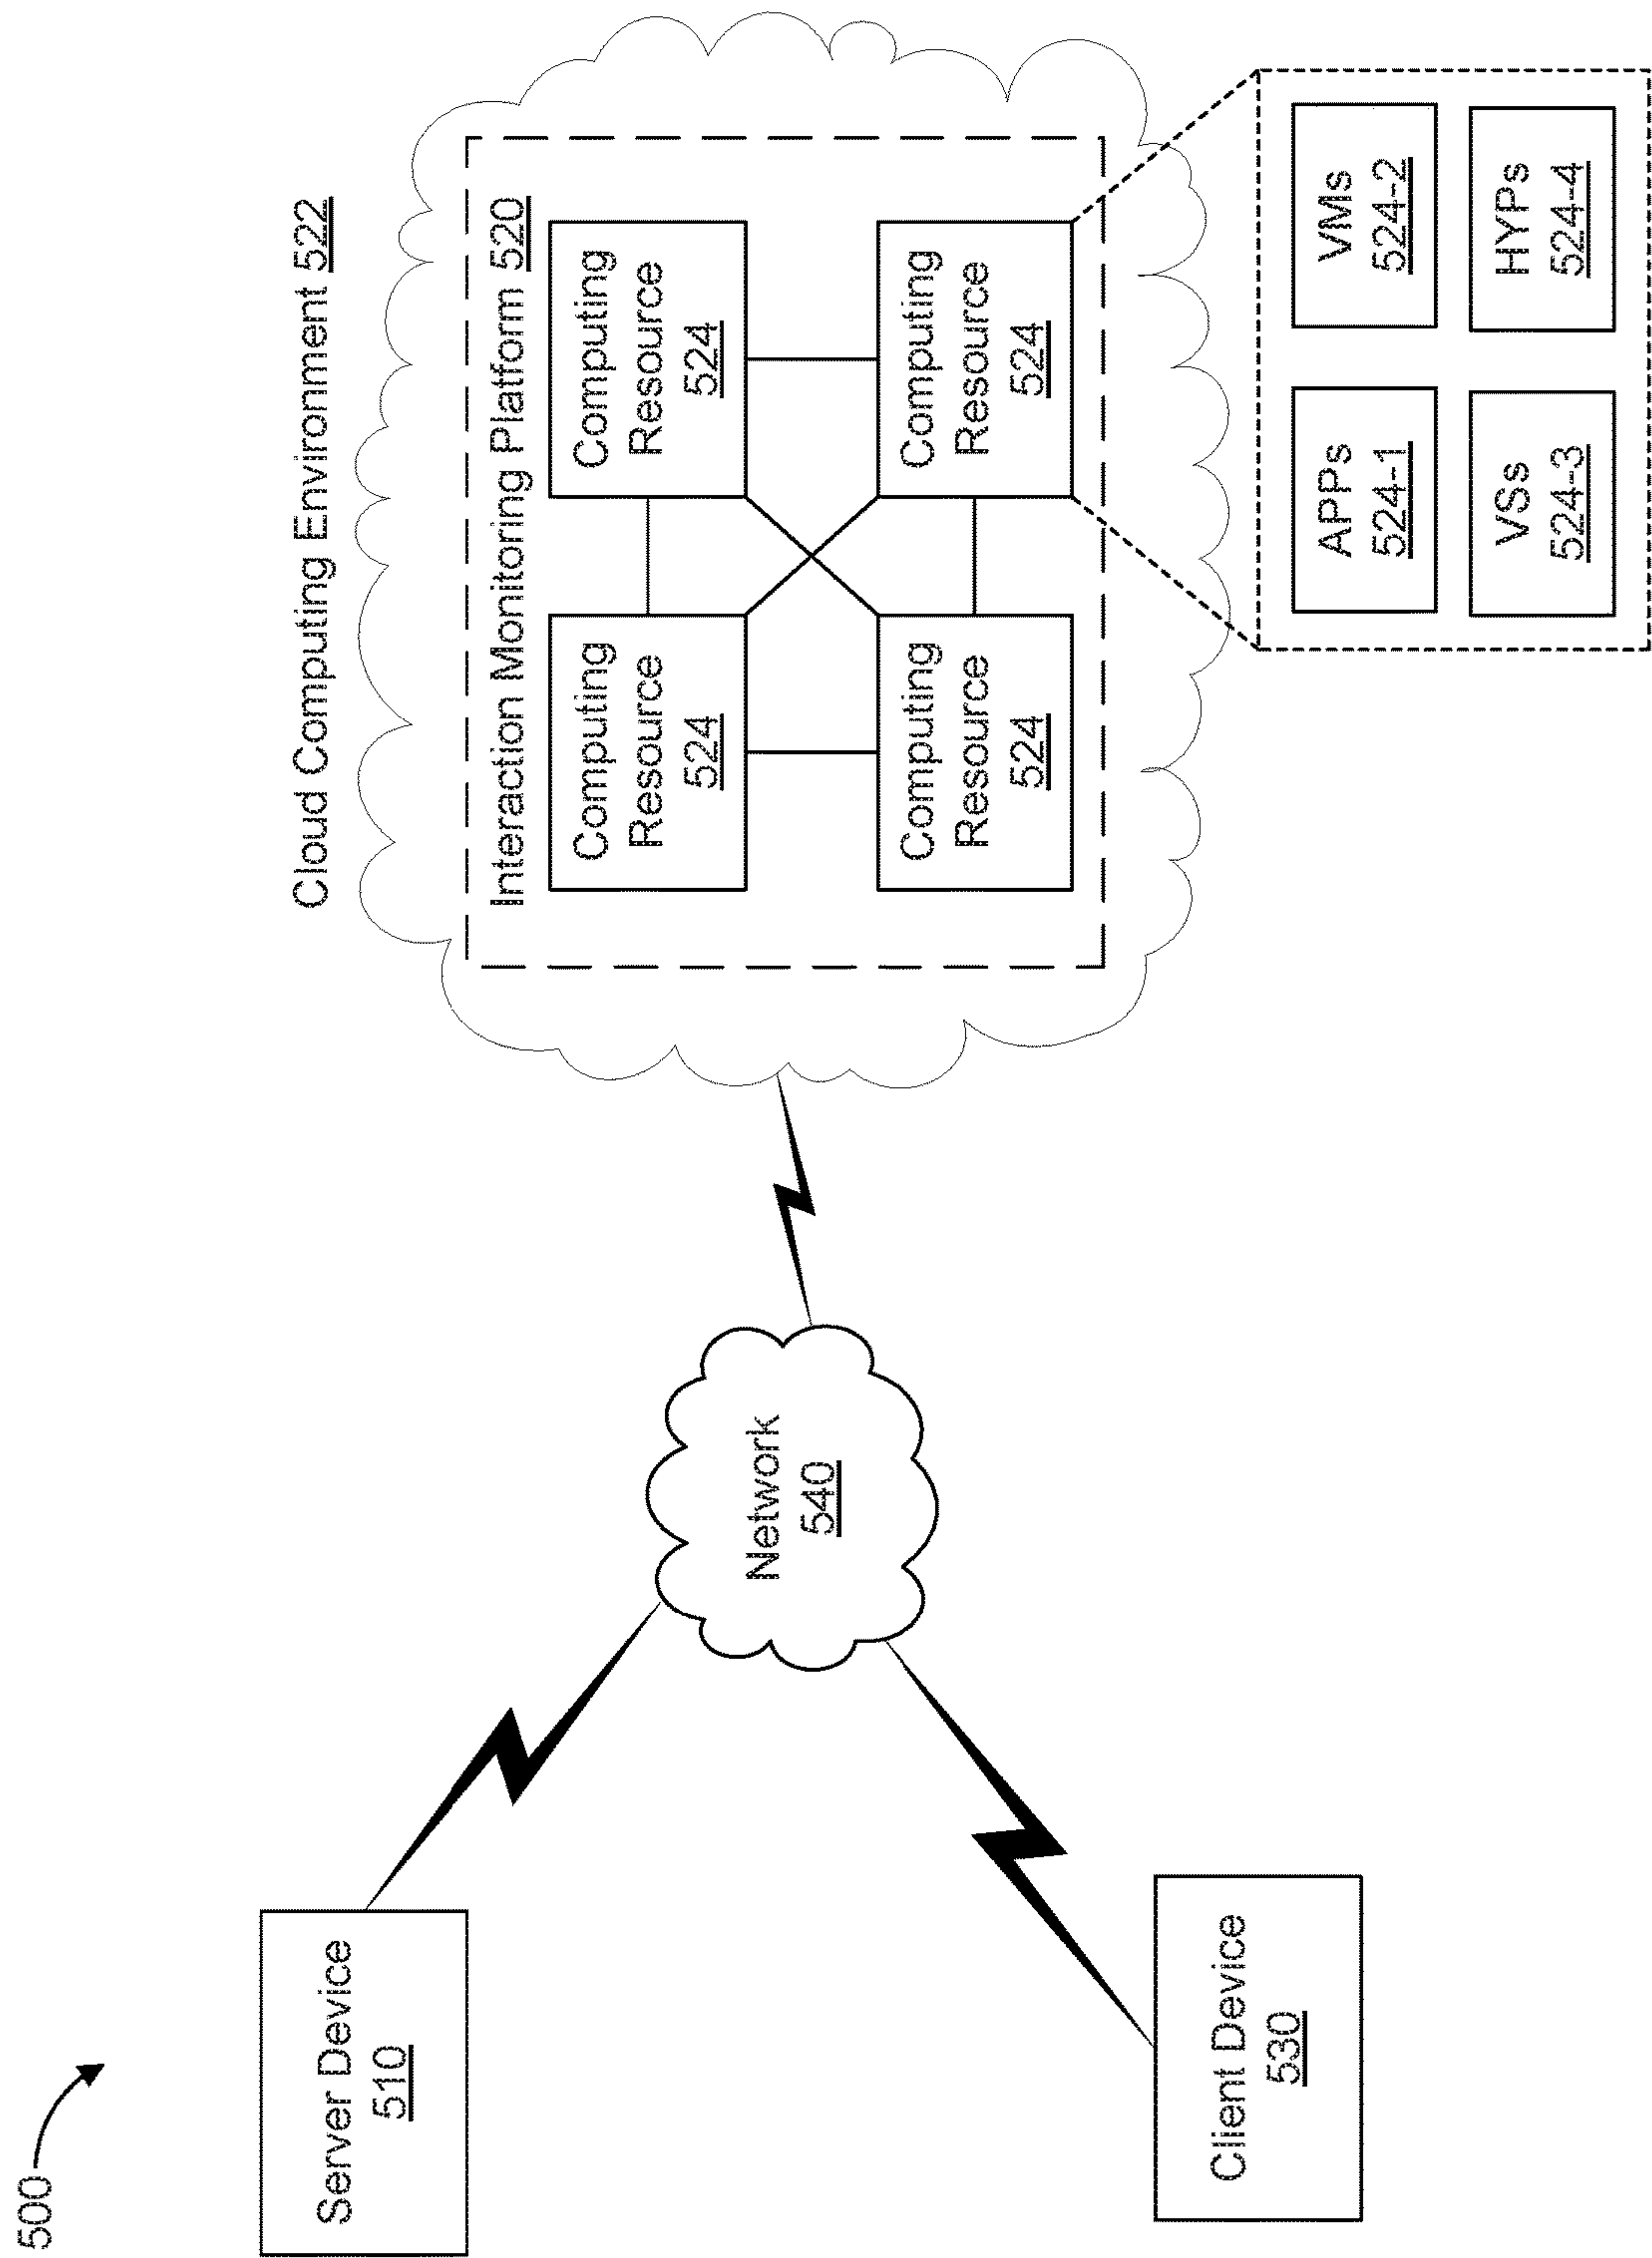 500
Cloud Computing Environment 522
Interaction Monitoring Platform 520
Server Device
510
Computing
Resource
524
Computing
Resource
524
Network
540
Computing
Resource
524
Computing
Resource
524
Client Device
530
APPs
524-1
VMs
524-2
VSs
524-3
HYPs
524-4